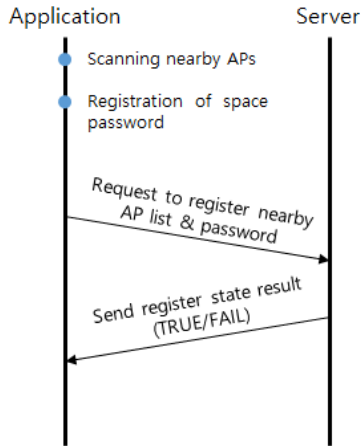 Application
Server
Scanning nearby APs
Registration of space
password
Request to register nearby
AP list & password
Send register state result
(TRUE/FAIL)